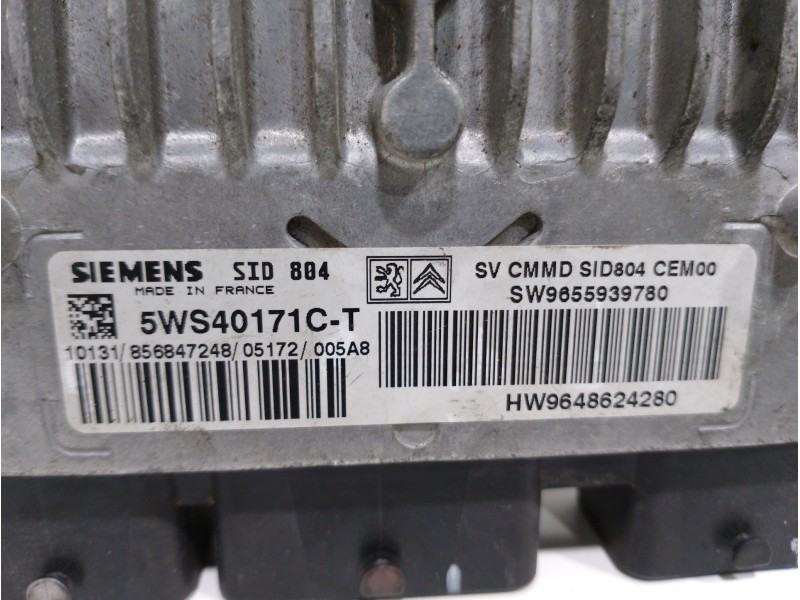 SIEMENS SID 804
MADE IN FRANCE
5WS40171C-T
10131/856847248/05172/005A8
SV CMMD SID804 CEM00
SW9655939780
HW9648624280